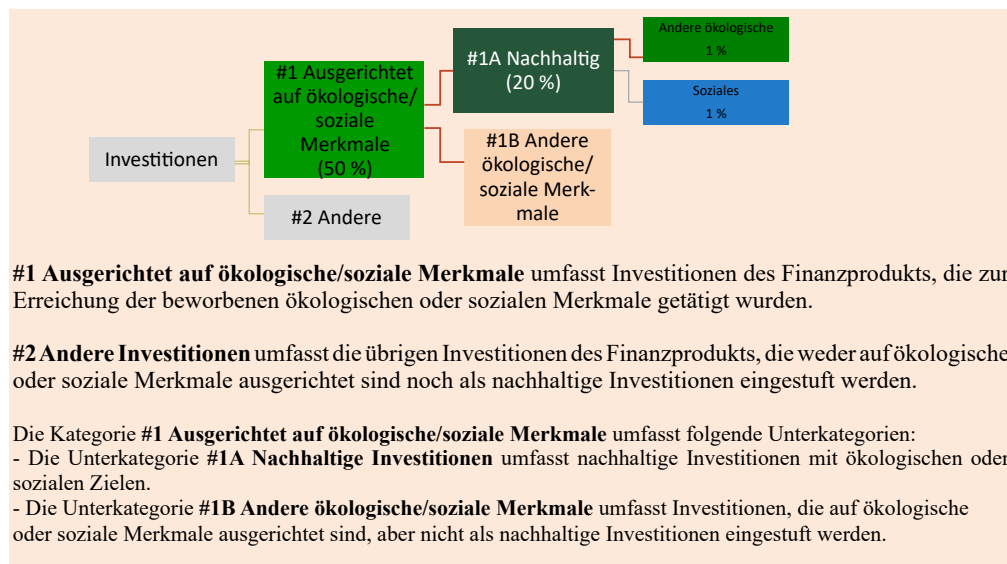 Andere ökologische
1 %
#1A Nachhaltig
(20 %)
#1 Ausgerichtet
auf ökologische/
soziale
Merkmale
(50 %)
Soziales
1 %
#1B Andere
ökologische/
soziale Merk-
male
Investitionen
#2 Andere
#1 Ausgerichtet auf ökologische/soziale Merkmale umfasst Investitionen des Finanzprodukts, die zur
Erreichung der beworbenen ökologischen oder sozialen Merkmale getätigt wurden.
#2 Andere Investitionen umfasst die übrigen Investitionen des Finanzprodukts, die weder auf ökologische
oder soziale Merkmale ausgerichtet sind noch als nachhaltige Investitionen eingestuft werden.
Die Kategorie #1 Ausgerichtet auf ökologische/soziale Merkmale umfasst folgende Unterkategorien:
- Die Unterkategorie #1A Nachhaltige Investitionen umfasst nachhaltige Investitionen mit ökologischen oder
sozialen Zielen.
- Die Unterkategorie #1B Andere ökologische/soziale Merkmale umfasst Investitionen, die auf ökologische
oder soziale Merkmale ausgerichtet sind, aber nicht als nachhaltige Investitionen eingestuft werden.